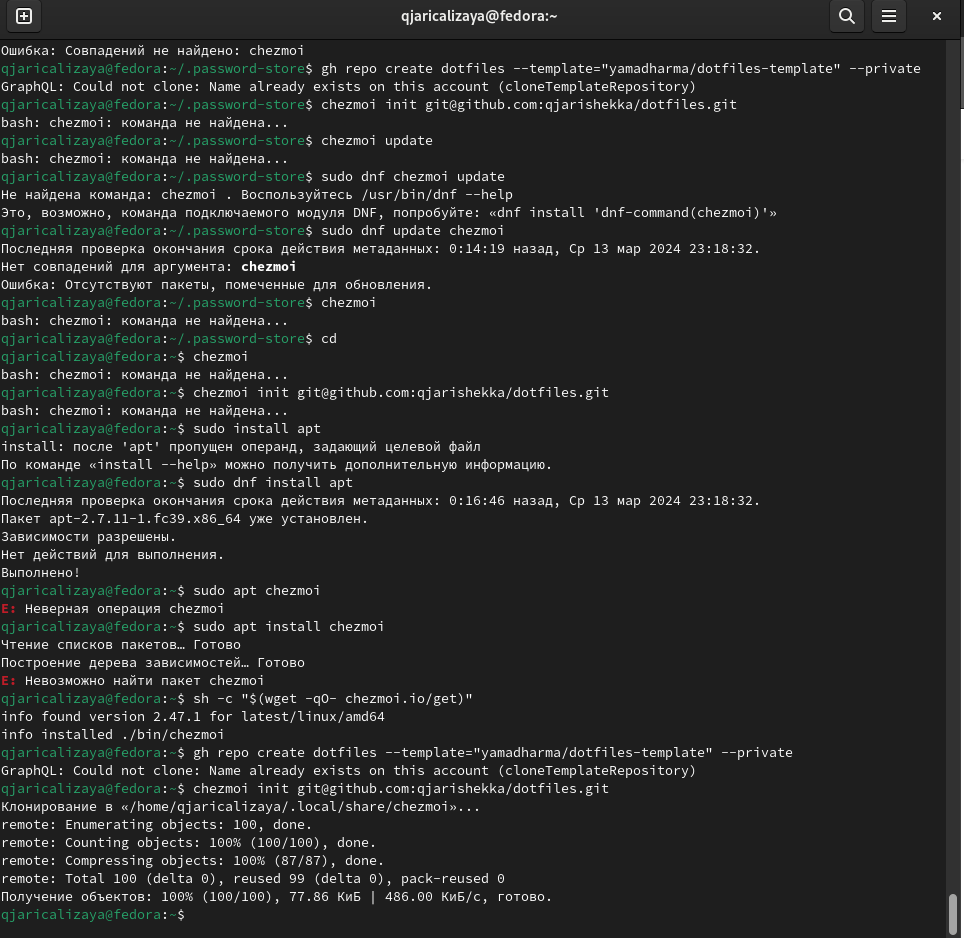 qjaricalizaya@fedora:~
Ошибка: Совпадений не найдено: chezmoi
qjaricalizaya@fedora:~/.password-store$ gh repo create dotfiles --template="yamadharma/dotfiles-template" --private
GraphQL: Could not clone: Name already exists on this account (cloneTemplateRepository)
qjaricalizaya@fedora:~/.password-store$ chezmoi init git@github.com:qjarishekka/dotfiles.git
bash: chezmoi: команда не найдена...
qjaricalizaya@fedora:~/.password-store$ chezmoi update
bash: chezmoi: команда не найдена...
qjaricalizaya@fedora:~/.password-store$ sudo dnf chezmoi update
Не найдена команда: chezmoi . Воспользуйтесь /usr/bin/dnf --help
Это, возможно, команда подключаемого модуля DNF, попробуйте: «dnf install 'dnf-command(chezmoi)'»
qjaricalizaya@fedora:~/.password-store$ sudo dnf update chezmoi
Последняя проверка окончания срока действия метаданных: 0:14:19 назад, Ср 13 мар 2024 23:18:32.
Нет совпадений для аргумента: chezmoi
Ошибка: Отсутствуют пакеты, помеченные для обновления.
qjaricalizaya@fedora:~/.password-store$ chezmoi
bash: chezmoi: команда не найдена...
qjaricalizaya@fedora:~/.password-store$ cd
qjaricalizaya@fedora:~$ chezmoi
bash: chezmoi: команда не найдена...
qjaricalizaya@fedora:~$ chezmoi init git@github.com:qjarishekka/dotfiles.git
bash: chezmoi: команда не найдена...
qjaricalizaya@fedora:~$ sudo install apt
install: после 'apt' пропущен операнд, задающий целевой файл
По команде «install --help» можно получить дополнительную информацию.
qjaricalizaya@fedora:~$ sudo dnf install apt
Последняя проверка окончания срока действия метаданных: 0:16:46 назад, Ср 13 мар 2024 23:18:32.
Пакет apt-2.7.11-1.fc39.x86_64 уже установлен.
Зависимости разрешены.
Нет действий для выполнения.
Выполнено!
qjaricalizaya@fedora:~$ sudo apt chezmoi
E: Неверная операция chezmoi
qjaricalizaya@fedora:~$ sudo apt install chezmoi
Чтение списков пакетов… Готово
Построение дерева зависимостей… Готово
E: Невозможно найти пакет chezmoi
qjaricalizaya@fedora:~$ sh -c "$(wget -qO- chezmoi.io/get)"
info found version 2.47.1 for latest/linux/amd64
info installed ./bin/chezmoi
qjaricalizaya@fedora:~$ gh repo create dotfiles --template="yamadharma/dotfiles-template" --private
GraphQL: Could not clone: Name already exists on this account (cloneTemplateRepository)
qjaricalizaya@fedora:~$ chezmoi init git@github.com:qjarishekka/dotfiles.git
Клонирование в «/home/qjaricalizaya/.local/share/chezmoi»...
remote: Enumerating objects: 100, done.
remote: Counting objects: 100% (100/100), done.
remote: Compressing objects: 100% (87/87), done.
remote: Total 100 (delta 0), reused 99 (delta 0), pack-reused 0
Получение объектов: 100% (100/100), 77.86 КиБ | 486.00 КиБ/с, готово.
qjaricalizaya@fedora:~$